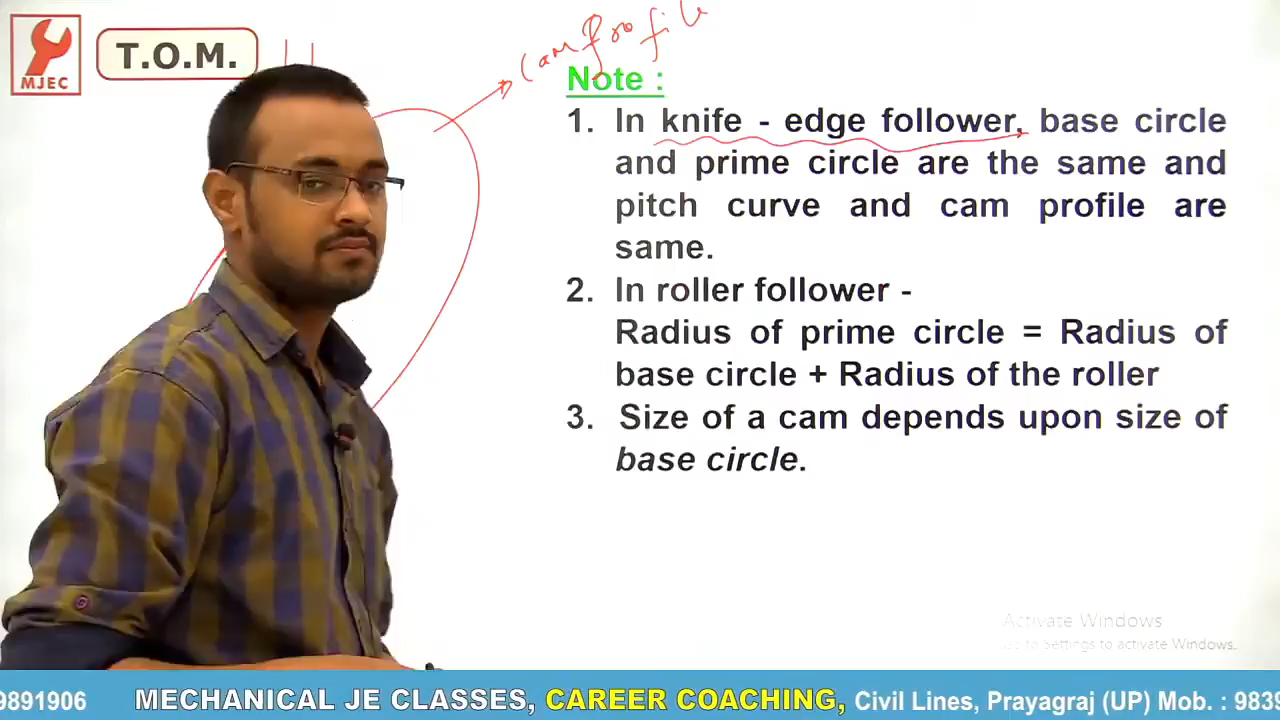 MJEC
T.O.M.
Cam Profile
Note :
1. In knife - edge follower, base circle
and prime circle are the same and
pitch curve and cam profile are
same.
2. In roller follower -
Radius of prime circle = Radius of
base circle + Radius of the roller
3. Size of a cam depends upon size of
base circle.
Activate Windows
Go to Settings to activate Windows.
9891906 MECHANICAL JE CLASSES, CAREER COACHING, Civil Lines, Prayagraj (UP) Mob. : 983